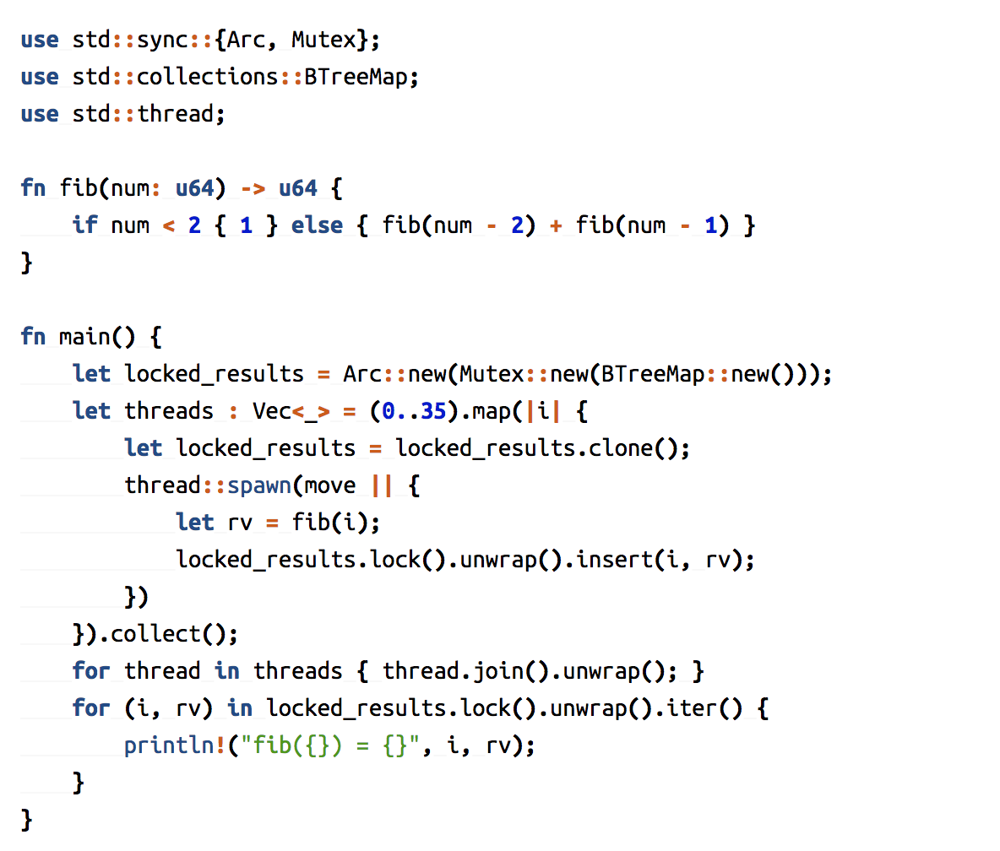 use std::sync::{Arc, Mutex};
use std::collections::BTreeMap;
use std::thread;

fn fib(num: u64) -> u64 {
    if num < 2 { 1 } else { fib(num - 2) + fib(num - 1) }
}

fn main() {
    let locked_results = Arc::new(Mutex::new(BTreeMap::new()));
    let threads : Vec<_> = (0..35).map(|i| {
        let locked_results = locked_results.clone();
        thread::spawn(move || {
            let rv = fib(i);
            locked_results.lock().unwrap().insert(i, rv);
        })
    }).collect();
    for thread in threads { thread.join().unwrap(); }
    for (i, rv) in locked_results.lock().unwrap().iter() {
        println!("fib({}) = {}", i, rv);
    }
}